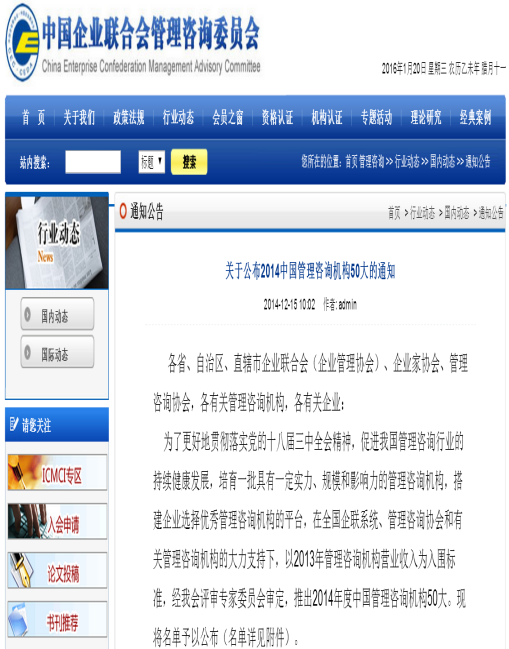 中国企业联合会管理咨询委员会
China Enterprise Confederation Management Advisory Committee
2016年1月20日 星期三 农历乙未年 腊月十一
首 页 关于我们 政策法规 行业动态 会员之窗 资格认证 机构认证 专题活动 理论研究 经典案例
站内搜索： 标题 搜索 您所在的位置：首页 管理咨询>>行业动态>>国内动态>>通知公告
行业动态
News
国内动态
国际动态
请您关注
ICMCI专区
入会申请
论文投稿
书刊推荐
通知公告 首页 >行业动态 >国内动态 >通知公告
关于公布2014中国管理咨询机构50大的通知
2014-12-15 10:02 作者: admin
各省、自治区、直辖市企业联合会（企业管理协会）、企业家协会、管理
咨询协会，各有关管理咨询机构，各有关企业：
为了更好地贯彻落实党的十八届三中全会精神，促进我国管理咨询行业的
持续健康发展，培育一批具有一定实力、规模和影响力的管理咨询机构，搭
建企业选择优秀管理咨询机构的平台，在全国企联系统、管理咨询协会和有
关管理咨询机构的大力支持下，以2013年管理咨询机构营业收入为入围标
准，经我会评审专家委员会审定，推出2014年度中国管理咨询机构50大。现
将名单予以公布（名单详见附件）。